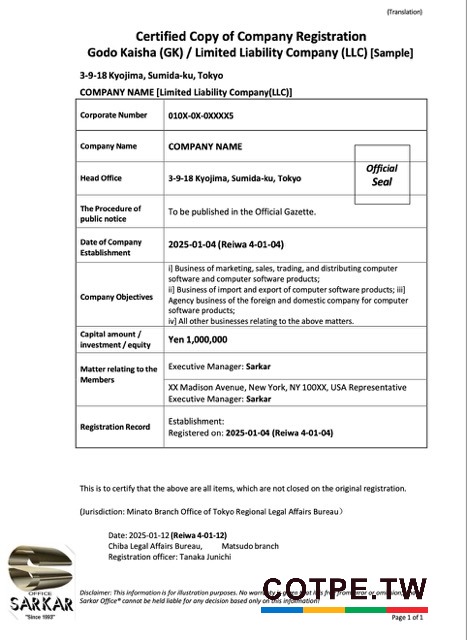 (Translation)
Certified Copy of Company Registration
Godo Kaisha (GK) / Limited Liability Company (LLC) [Sample]
3-9-18 Kyojima, Sumida-ku, Tokyo
COMPANY NAME [Limited Liability Company(LLC)]
Corporate Number
010X-0X-0XXXX5
Company Name
COMPANY NAME
Head Office
3-9-18 Kyojima, Sumida-ku, Tokyo
Official
Seal
The Procedure of
public notice
To be published in the Official Gazette.
Date of Company
Establishment
2025-01-04 (Reiwa 4-01-04)
Company Objectives
i] Business of marketing, sales, trading, and distributing computer
software and computer software products;
ii] Business of import and export of computer software products; iii]
Agency business of the foreign and domestic company for computer
software products;
iv] All other businesses relating to the above matters.
Capital amount /
investment / equity
Yen 1,000,000
Matter relating to the
Members
Executive Manager: Sarkar
XX Madison Avenue, New York, NY 100XX, USA Representative
Executive Manager: Sarkar
Registration Record
Establishment:
Registered on: 2025-01-04 (Reiwa 4-01-04)
This is to certify that the above are all items, which are not closed on the original registration.
(Jurisdiction: Minato Branch Office of Tokyo Regional Legal Affairs Bureau）
Date: 2025-01-12 (Reiwa 4-01-12)
Chiba Legal Affairs Bureau, Matsudo branch
Registration officer: Tanaka Junichi
OFFICE
SARKAR
"Since 1993"
Disclaimer: This information is for illustration purposes. No warranty is given that it is free from error or omission, and
Sarkar Office® cannot be held liable for any decision based only on this information!
COTPE.TW
Page 1 of 1